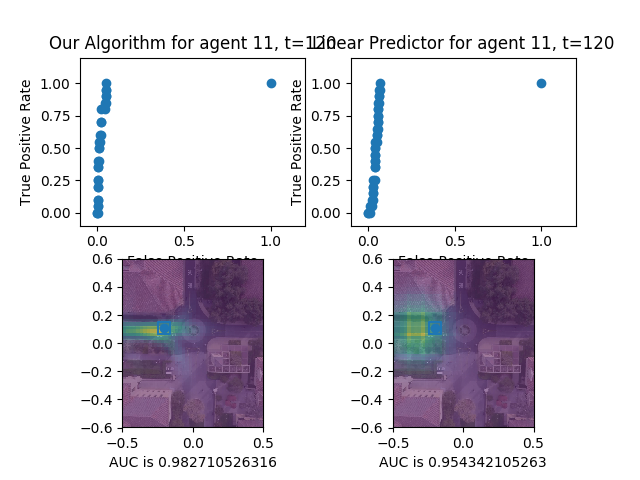 Our Algorithm for agent 11, t=120
Linear Predictor for agent 11, t=120
True Positive Rate
1.00
0.75
0.50
0.25
0.00
0.0 0.5 1.0
False Positive Rate
True Positive Rate
1.00
0.75
0.50
0.25
0.00
0.0 0.5 1.0
False Positive Rate
0.6
0.4
0.2
0.0
−0.2
−0.4
−0.6
−0.5 0.0 0.5
AUC is 0.982710526316
0.6
0.4
0.2
0.0
−0.2
−0.4
−0.6
−0.5 0.0 0.5
AUC is 0.954342105263